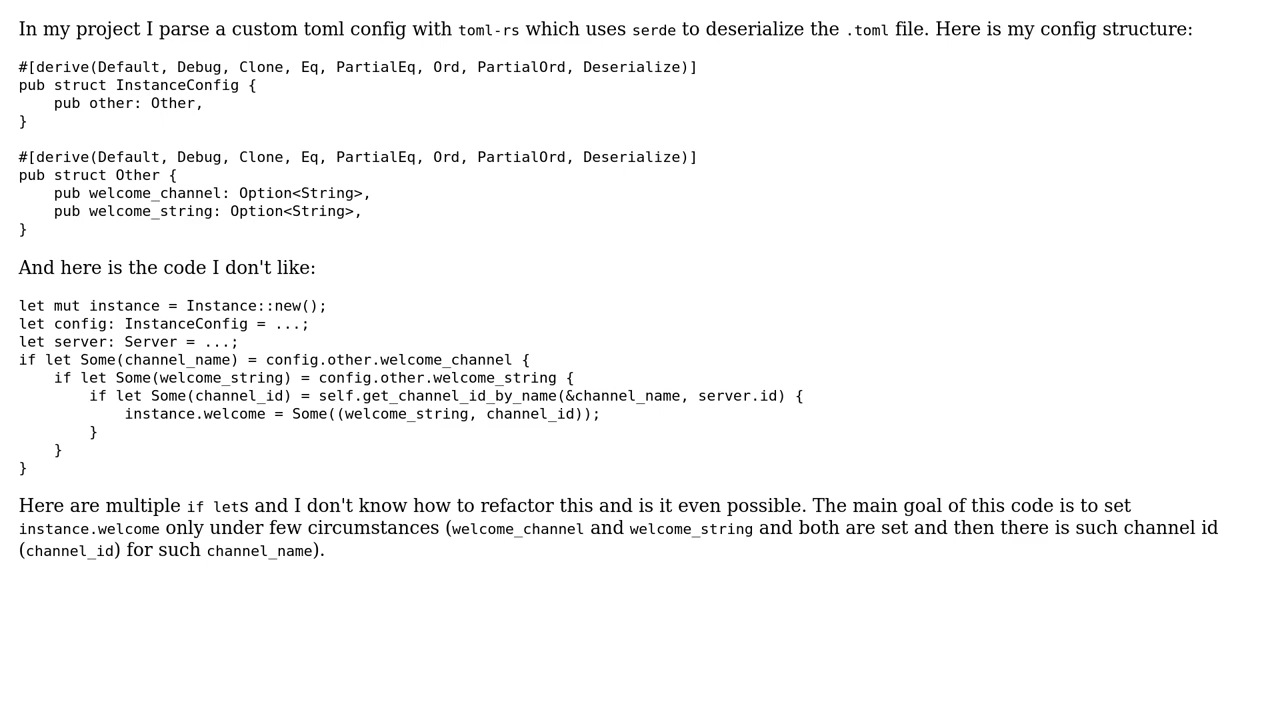 In my project I parse a custom toml config with toml-rs which uses serde to deserialize the .toml file. Here is my config structure:
#[derive(Default, Debug, Clone, Eq, PartialEq, Ord, PartialOrd, Deserialize)]
pub struct InstanceConfig {
    pub other: Other,
}
#[derive(Default, Debug, Clone, Eq, PartialEq, Ord, PartialOrd, Deserialize)]
pub struct Other {
    pub welcome_channel: Option<String>,
    pub welcome_string: Option<String>,
}
And here is the code I don't like:
let mut instance = Instance::new();
let config: InstanceConfig = ...;
let server: Server = ...;
if let Some(channel_name) = config.other.welcome_channel {
    if let Some(welcome_string) = config.other.welcome_string {
        if let Some(channel_id) = self.get_channel_id_by_name(&channel_name, server.id) {
            instance.welcome = Some((welcome_string, channel_id));
        }
    }
}
Here are multiple if lets and I don't know how to refactor this and is it even possible. The main goal of this code is to set
instance.welcome only under few circumstances (welcome_channel and welcome_string and both are set and then there is such channel id
(channel_id) for such channel_name).